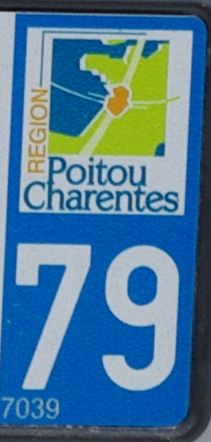 REGION
Poitou
Charentes
79
7039